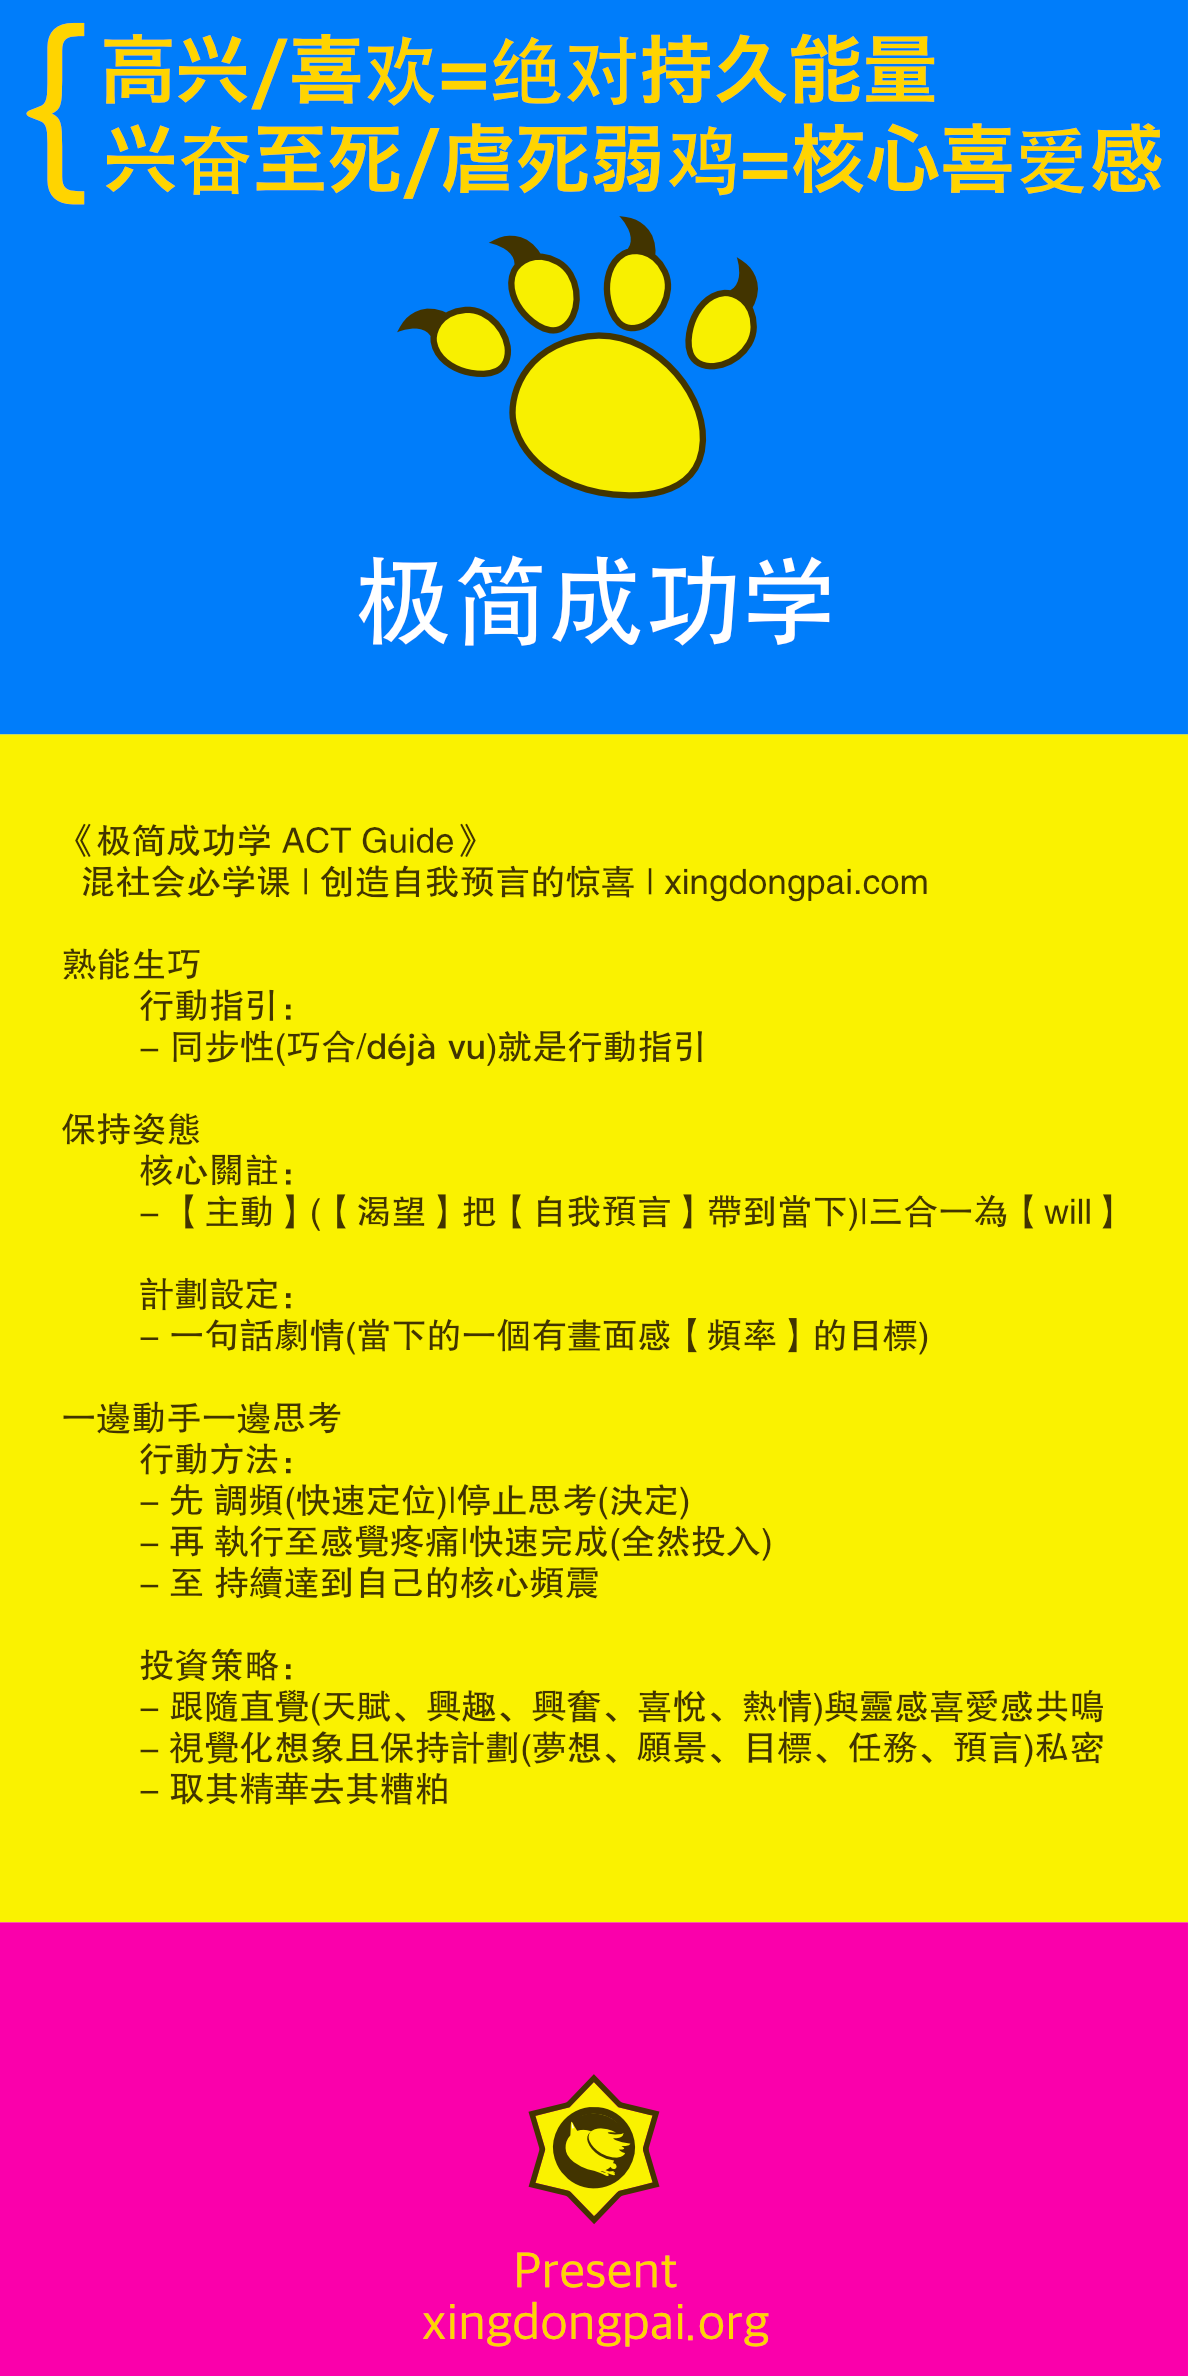 高兴/喜欢=绝对持久能量
兴奋至死/虐死弱鸡=核心喜爱感
极简成功学
《极简成功学 ACT Guide》
混社会必学课 | 创造自我预言的惊喜 | xingdongpai.com
熟能生巧
行動指引:
– 同步性(巧合/déjà vu)就是行動指引
保持姿態
核心關註:
– 【主動】(【渴望】把【自我預言】帶到當下)|三合一為【will】
計劃設定:
– 一句話劇情(當下的一個有畫面感【頻率】的目標)
一邊動手一邊思考
行動方法:
– 先 調頻(快速定位)|停止思考(決定)
– 再 執行至感覺疼痛|快速完成(全然投入)
– 至 持續達到自己的核心頻震
投資策略:
– 跟隨直覺(天賦、興趣、興奮、喜悅、熱情)與靈感喜愛感共鳴
– 視覺化想象且保持計劃(夢想、願景、目標、任務、預言)私密
– 取其精華去其糟粕
Present
xingdongpai.org